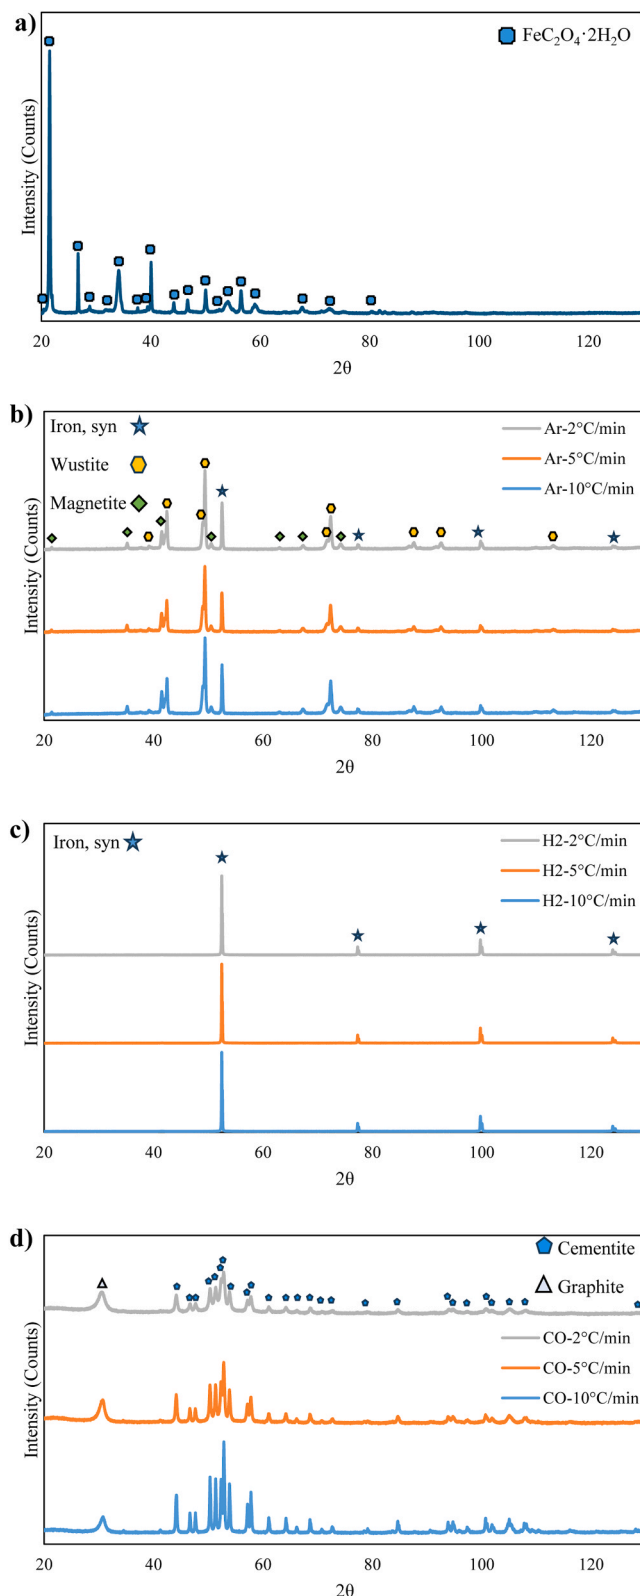 a)
FeC₂O₄·2H₂O
Intensity (Counts)
20 40 60 80 100 120
2θ
b)
Iron, syn
Wustite
Magnetite
Ar-2°C/min
Ar-5°C/min
Ar-10°C/min
Intensity (Counts)
20 40 60 80 100 120
2θ
c)
Iron, syn
H2-2°C/min
H2-5°C/min
H2-10°C/min
Intensity (Counts)
20 40 60 80 100 120
2θ
d)
Cementite
Graphite
CO-2°C/min
CO-5°C/min
CO-10°C/min
Intensity (Counts)
20 40 60 80 100 120
2θ